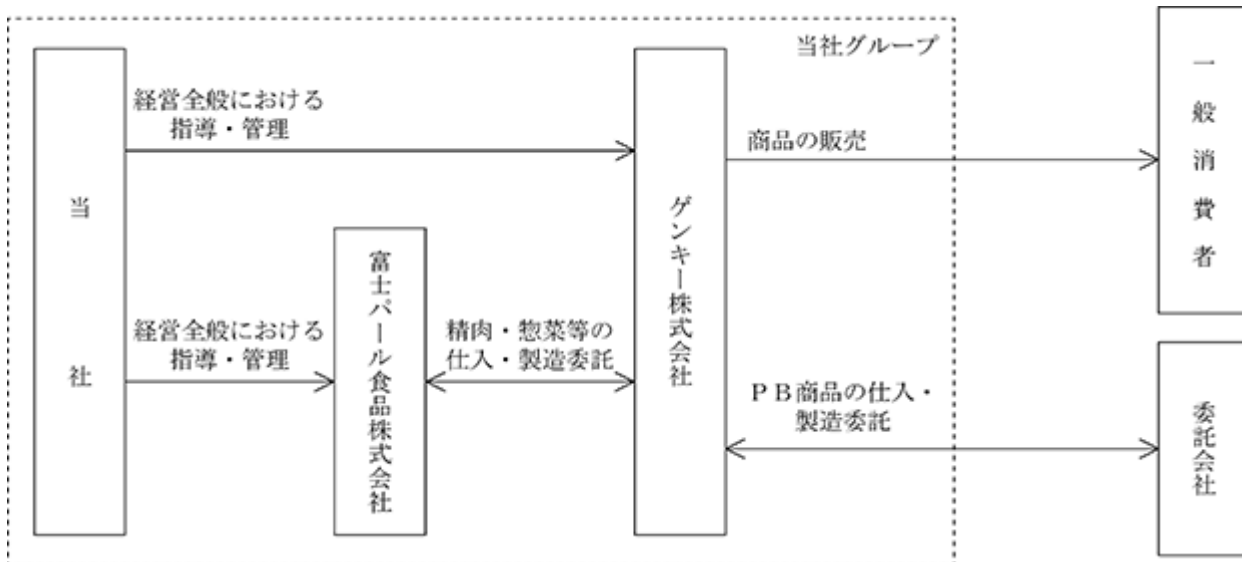 当社グループ
当社
経営全般における
指導・管理
経営全般における
指導・管理
富士パール食品株式会社
精肉・惣菜等の
仕入・製造委託
ゲンキー株式会社
商品の販売
ＰＢ商品の仕入・
製造委託
一般消費者
委託会社